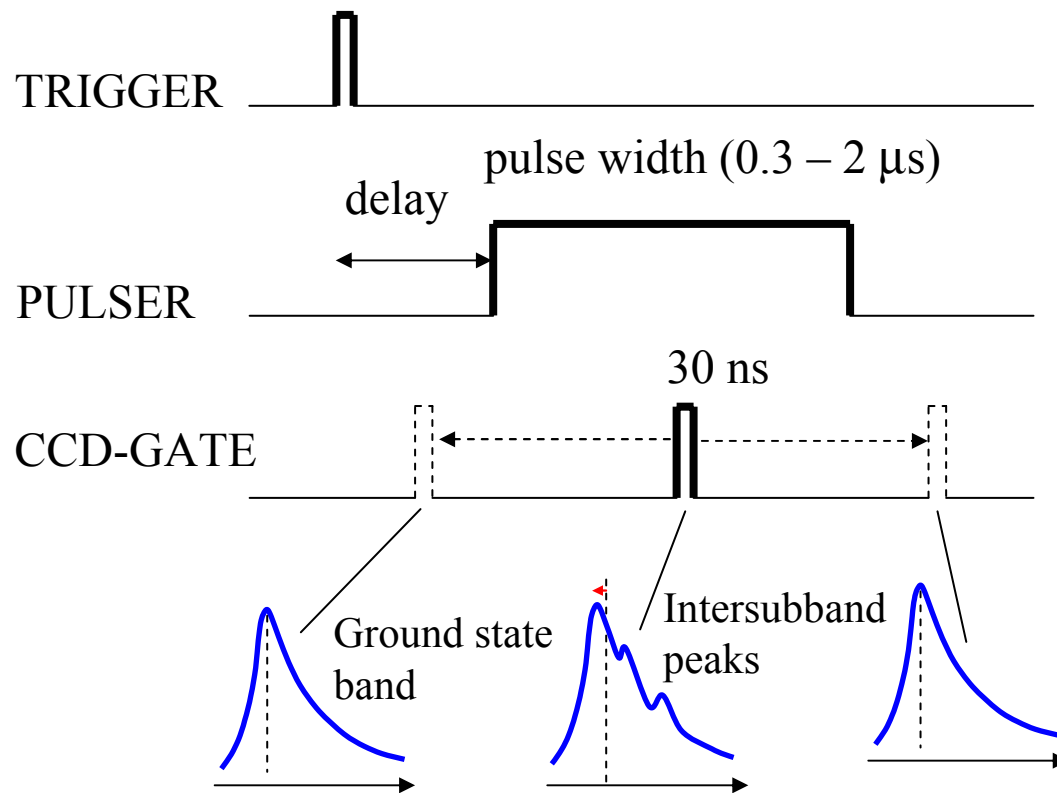 TRIGGER
pulse width (0.3 – 2 μs)
delay
PULSER
30 ns
CCD-GATE
Ground state
band
Intersubband
peaks